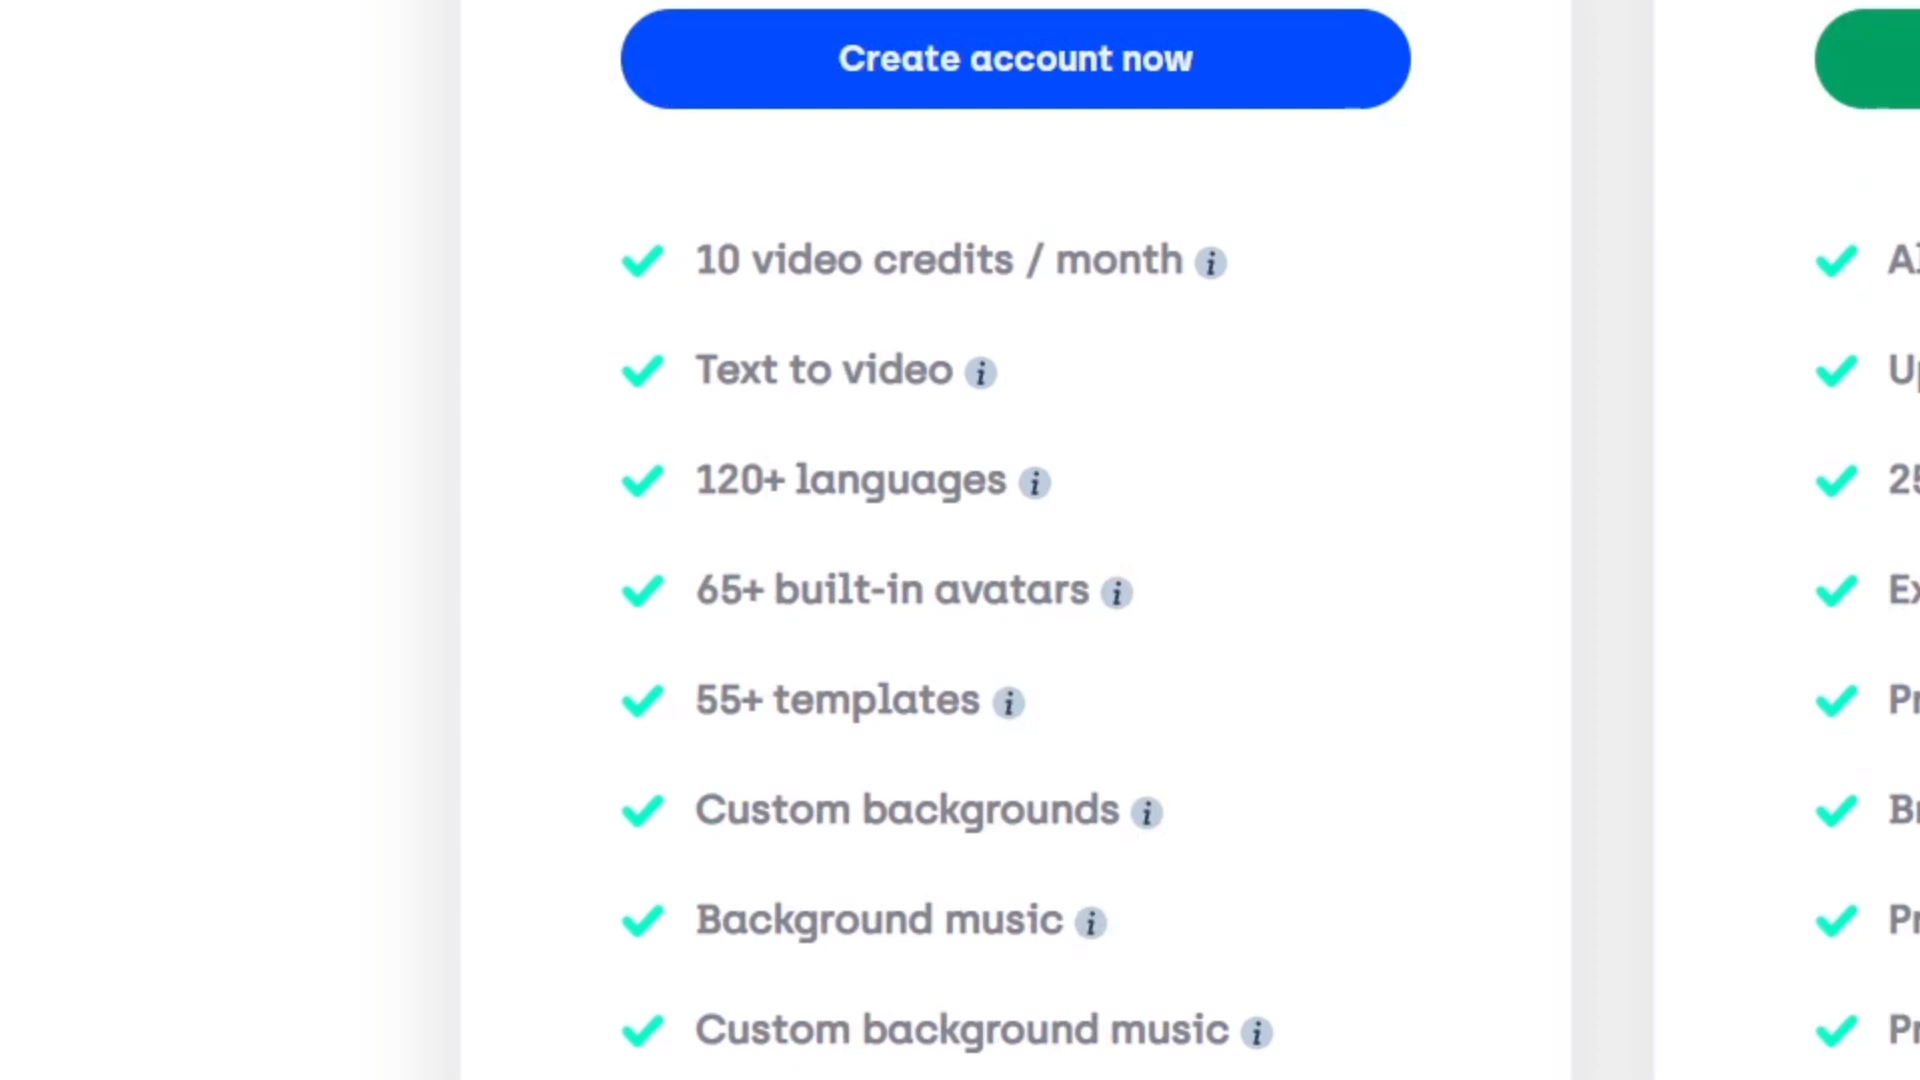 Create account now
10 video credits / month
Text to video
120+ languages
65+ built-in avatars
55+ templates
Custom backgrounds
Background music
Custom background music